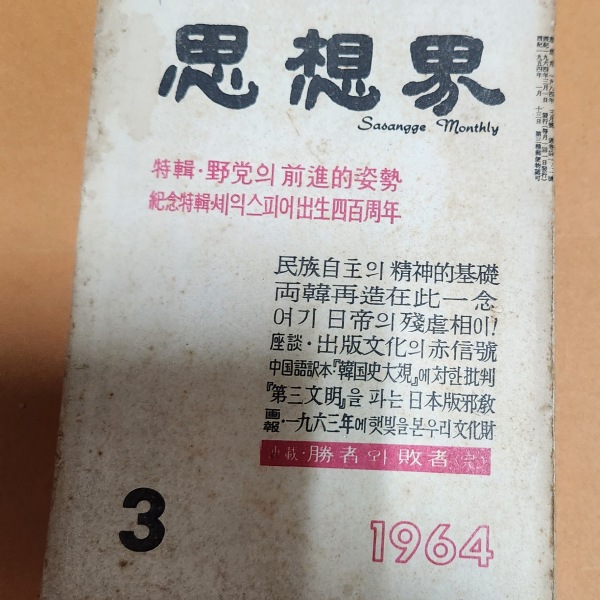 思想界
Sasangge Monthly
特輯·野党의 前進的姿勢
紀念特輯·셰익스피어出生四百周年
民族自主의 精神的基礎
両韓再造在此一念
여기 日帝의 殘虐相이!
座談·出版文化의 赤信號
中国語訳本『韓国史大観』에 対한 批判
『第三文明』을 파는 日本版邪敎
画報·一九六三年에 햇빛을 본 우리 文化財
連載·勝者와 敗者〈完〉
3
1964